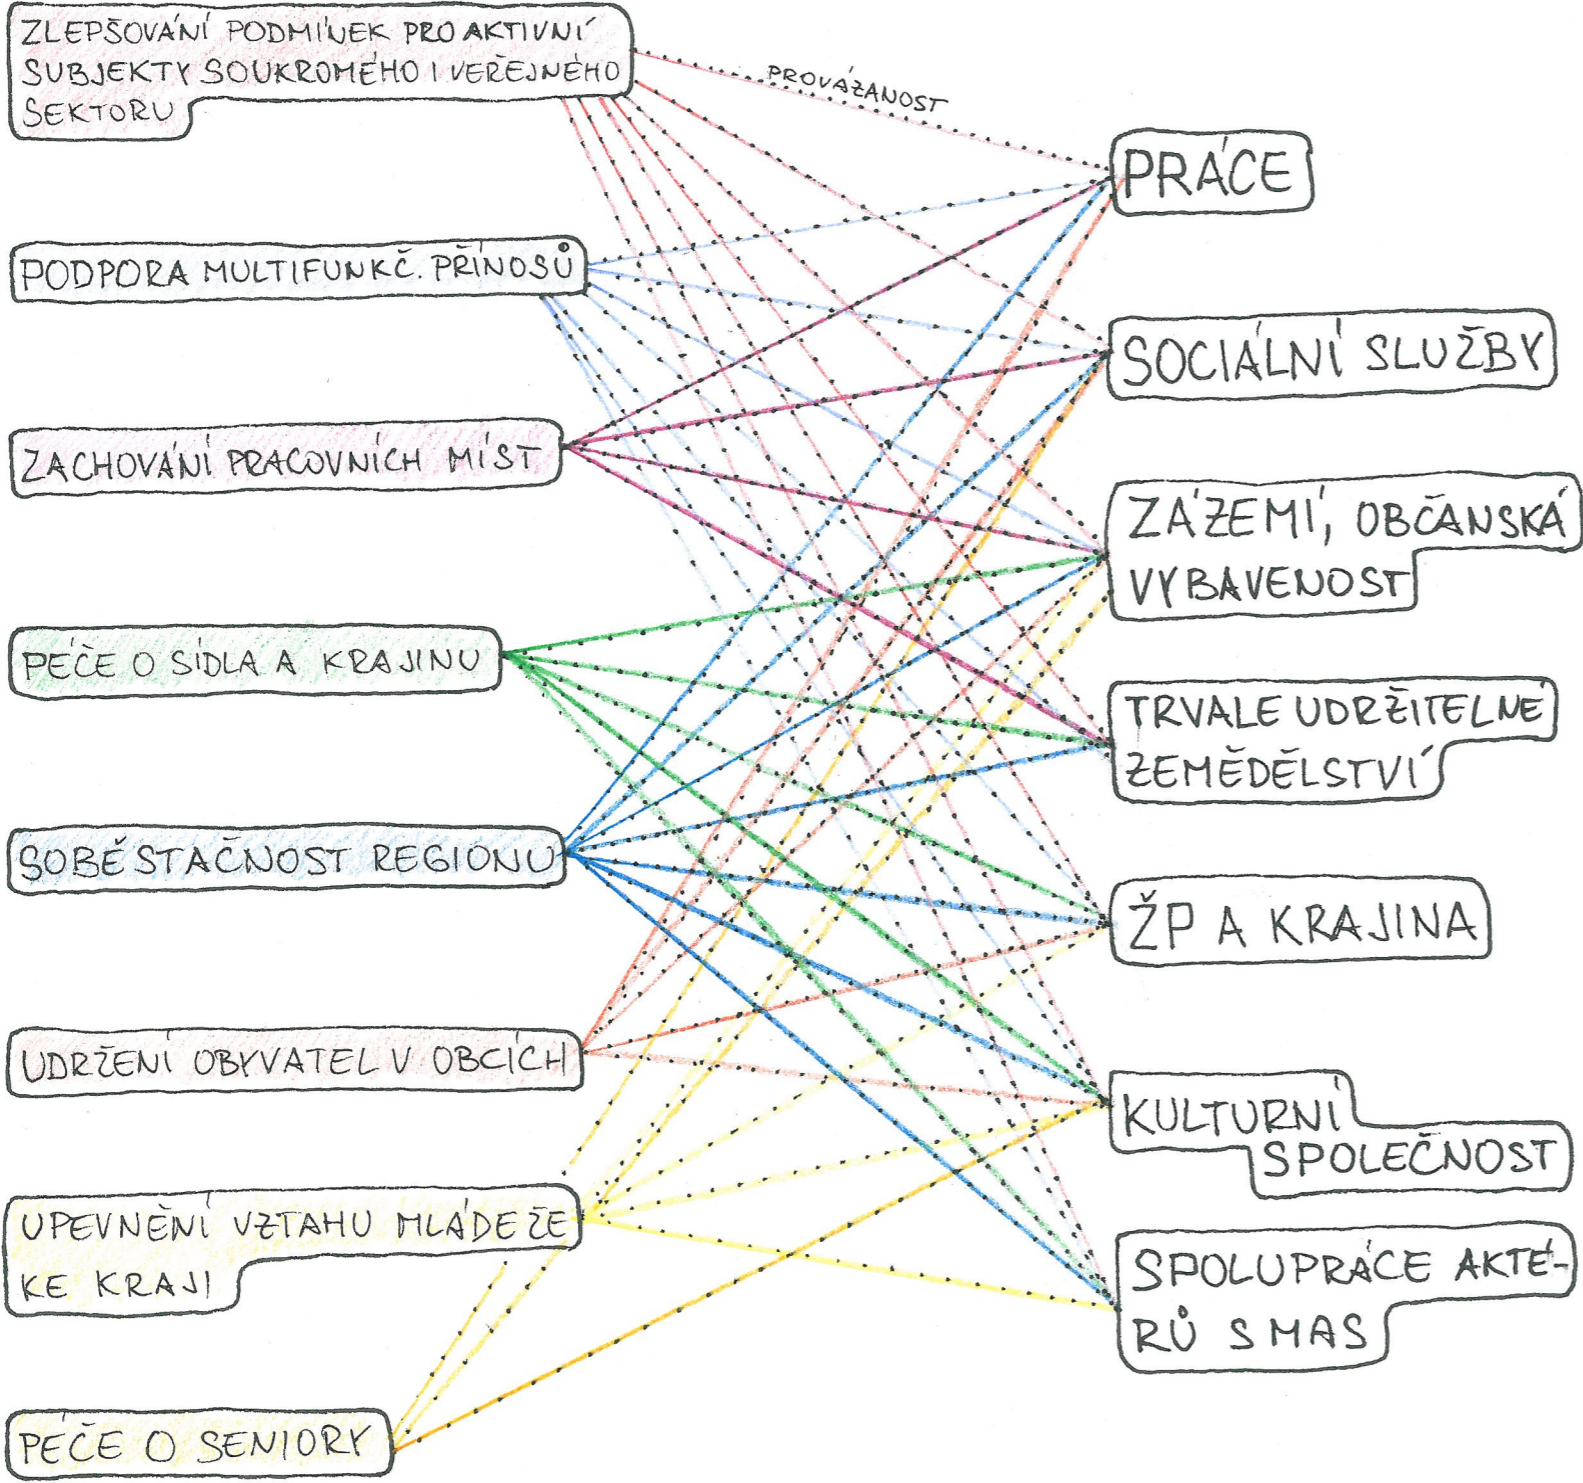 ZLEPŠOVÁNÍ PODMÍNEK PRO AKTIVNÍ
SUBJEKTY SOUKROMÉHO I VEŘEJNÉHO
SEKTORU
PODPORA MULTIFUNKČ. PŘÍNOSŮ
ZACHOVÁNÍ PRACOVNÍCH MÍST
PÉČE O SÍDLA A KRAJINU
SOBĚSTAČNOST REGIONU
UDRŽENÍ OBYVATEL V OBCÍCH
UPEVNĚNÍ VZTAHU MLÁDEŽE
KE KRAJI
PÉČE O SENIORY
PROVÁZANOST
PRÁCE
SOCIÁLNÍ SLUŽBY
ZÁZEMÍ, OBČANSKÁ
VYBAVENOST
TRVALE UDRŽITELNÉ
ZEMĚDĚLSTVÍ
ŽP A KRAJINA
KULTURNÍ
SPOLEČNOST
SPOLUPRÁCE AKTÉ-
RŮ S MAS